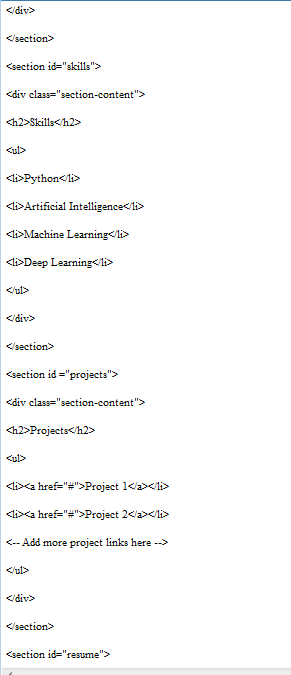 </div>
</section>
<section id="skills">
<div class="section-content">
<h2>Skills</h2>
<ul>
<li>Python</li>
<li>Artificial Intelligence</li>
<li>Machine Learning</li>
<li>Deep Learning</li>
</ul>
</div>
</section>
<section id ="projects">
<div class="section-content">
<h2>Projects</h2>
<ul>
<li><a href="#">Project 1</a></li>
<li><a href="#">Project 2</a></li>
<-- Add more project links here -->
</ul>
</div>
</section>
<section id="resume">